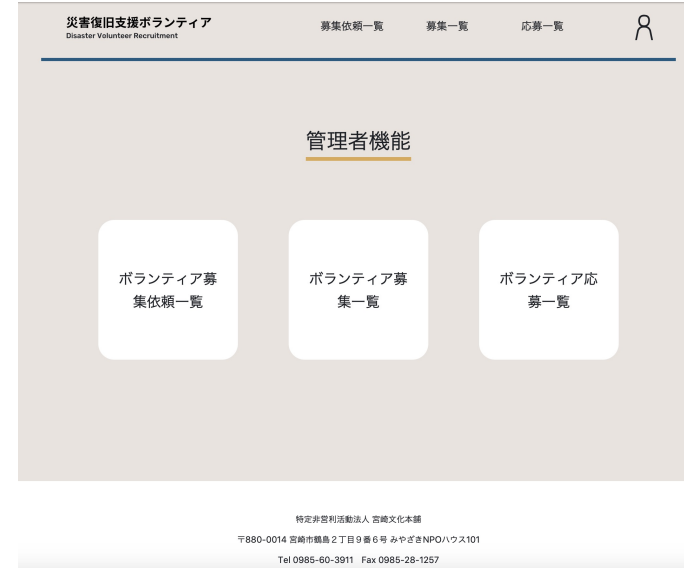 災害復旧支援ボランティア
Disaster Volunteer Recruitment
募集依頼一覧 募集一覧 応募一覧
管理者機能
ボランティア募
集依頼一覧
ボランティア募
集一覧
ボランティア応
募一覧
特定非営利活動法人 宮崎文化本舗
〒880-0014 宮崎市鶴島2丁目9番6号 みやざきNPOハウス101
Tel 0985-60-3911 Fax 0985-28-1257